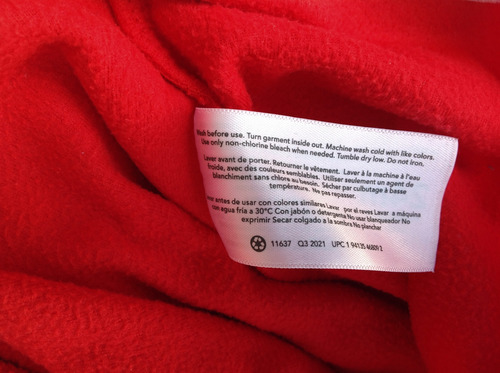 Wash before use. Turn garment inside out. Machine wash cold with like colors.
Use only non-chlorine bleach when needed. Tumble dry low. Do not Iron.
Laver avant de porter. Retourner le vêtement. Laver à la machine à l'eau
froide, avec des couleurs semblables. Utiliser seulement un agent de
blanchiment sans chlore au besoin. Sécher par culbutage à basse
température. Ne pas repasser.
antes de usar con colores similares Lavar por el reves Lavar a máquina
con agua fría a 30°C Con jabón o detergente No usar blanqueador No
exprimir Secar colgado a la sombra No planchar
11637 Q3 2021 UPC 1 94135